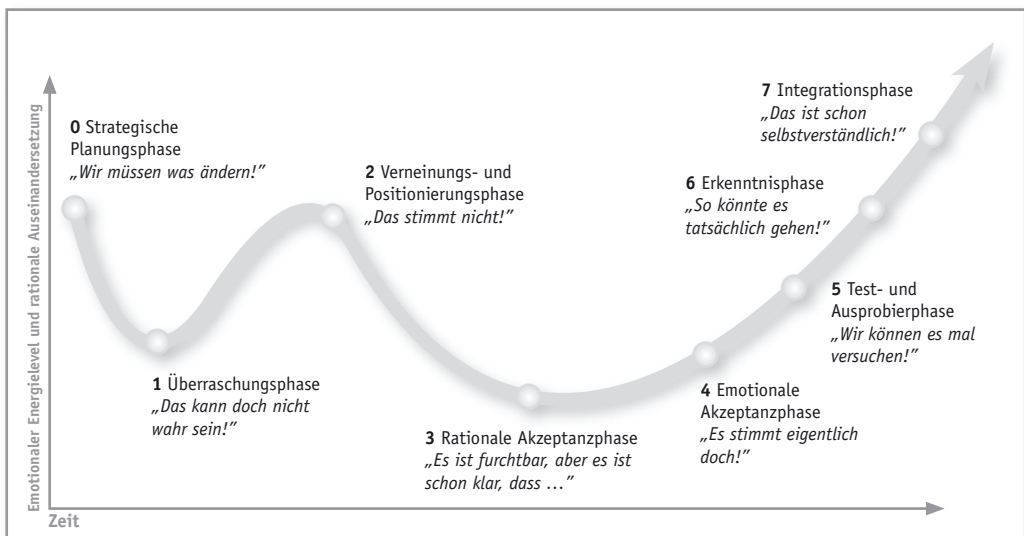 Emotionaler Energielevel und rationale Auseinandersetzung
0 Strategische
Planungsphase
„Wir müssen was ändern!”
1 Überraschungsphase
„Das kann doch nicht
wahr sein!”
2 Verneinungs- und
Positionierungsphase
„Das stimmt nicht!”
3 Rationale Akzeptanzphase
„Es ist furchtbar, aber es ist
schon klar, dass ...”
4 Emotionale
Akzeptanzphase
„Es stimmt eigentlich
doch!”
5 Test- und
Ausprobierphase
„Wir können es mal
versuchen!”
6 Erkenntnisphase
„So könnte es
tatsächlich gehen!”
7 Integrationsphase
„Das ist schon
selbstverständlich!”
Zeit